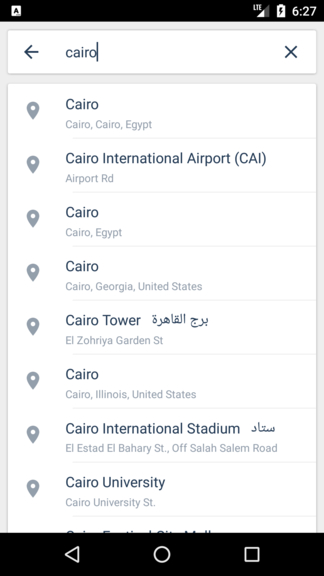 A
LTE
6:27
cairo
Cairo
Cairo, Cairo, Egypt
Cairo International Airport (CAI)
Airport Rd
Cairo
Cairo, Egypt
Cairo
Cairo, Georgia, United States
Cairo Tower برج القاهرة
El Zohriya Garden St
Cairo
Cairo, Illinois, United States
Cairo International Stadium ستاد
El Estad El Bahary St., Off Salah Salem Road
Cairo University
Cairo University St.